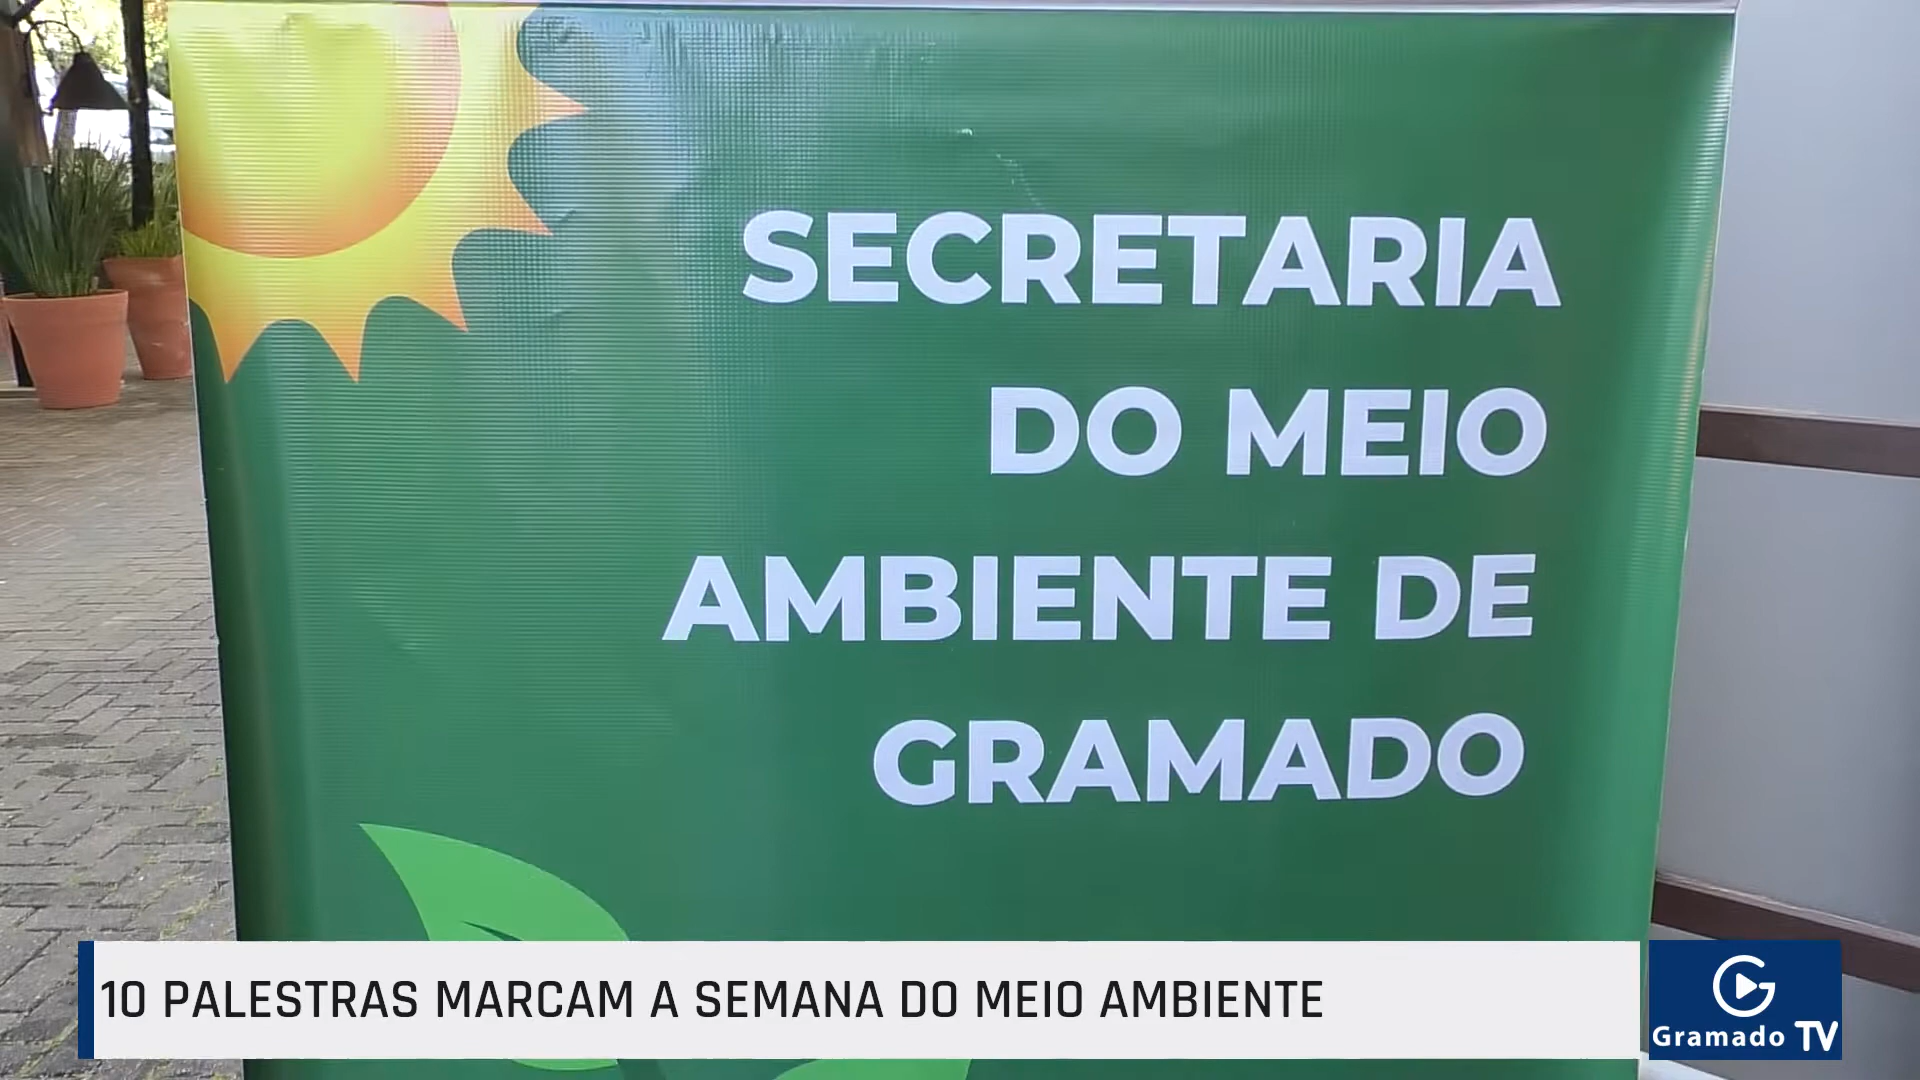 SECRETARIA
DO MEIO
AMBIENTE DE
GRAMADO
10 PALESTRAS MARCAM A SEMANA DO MEIO AMBIENTE
Gramado TV